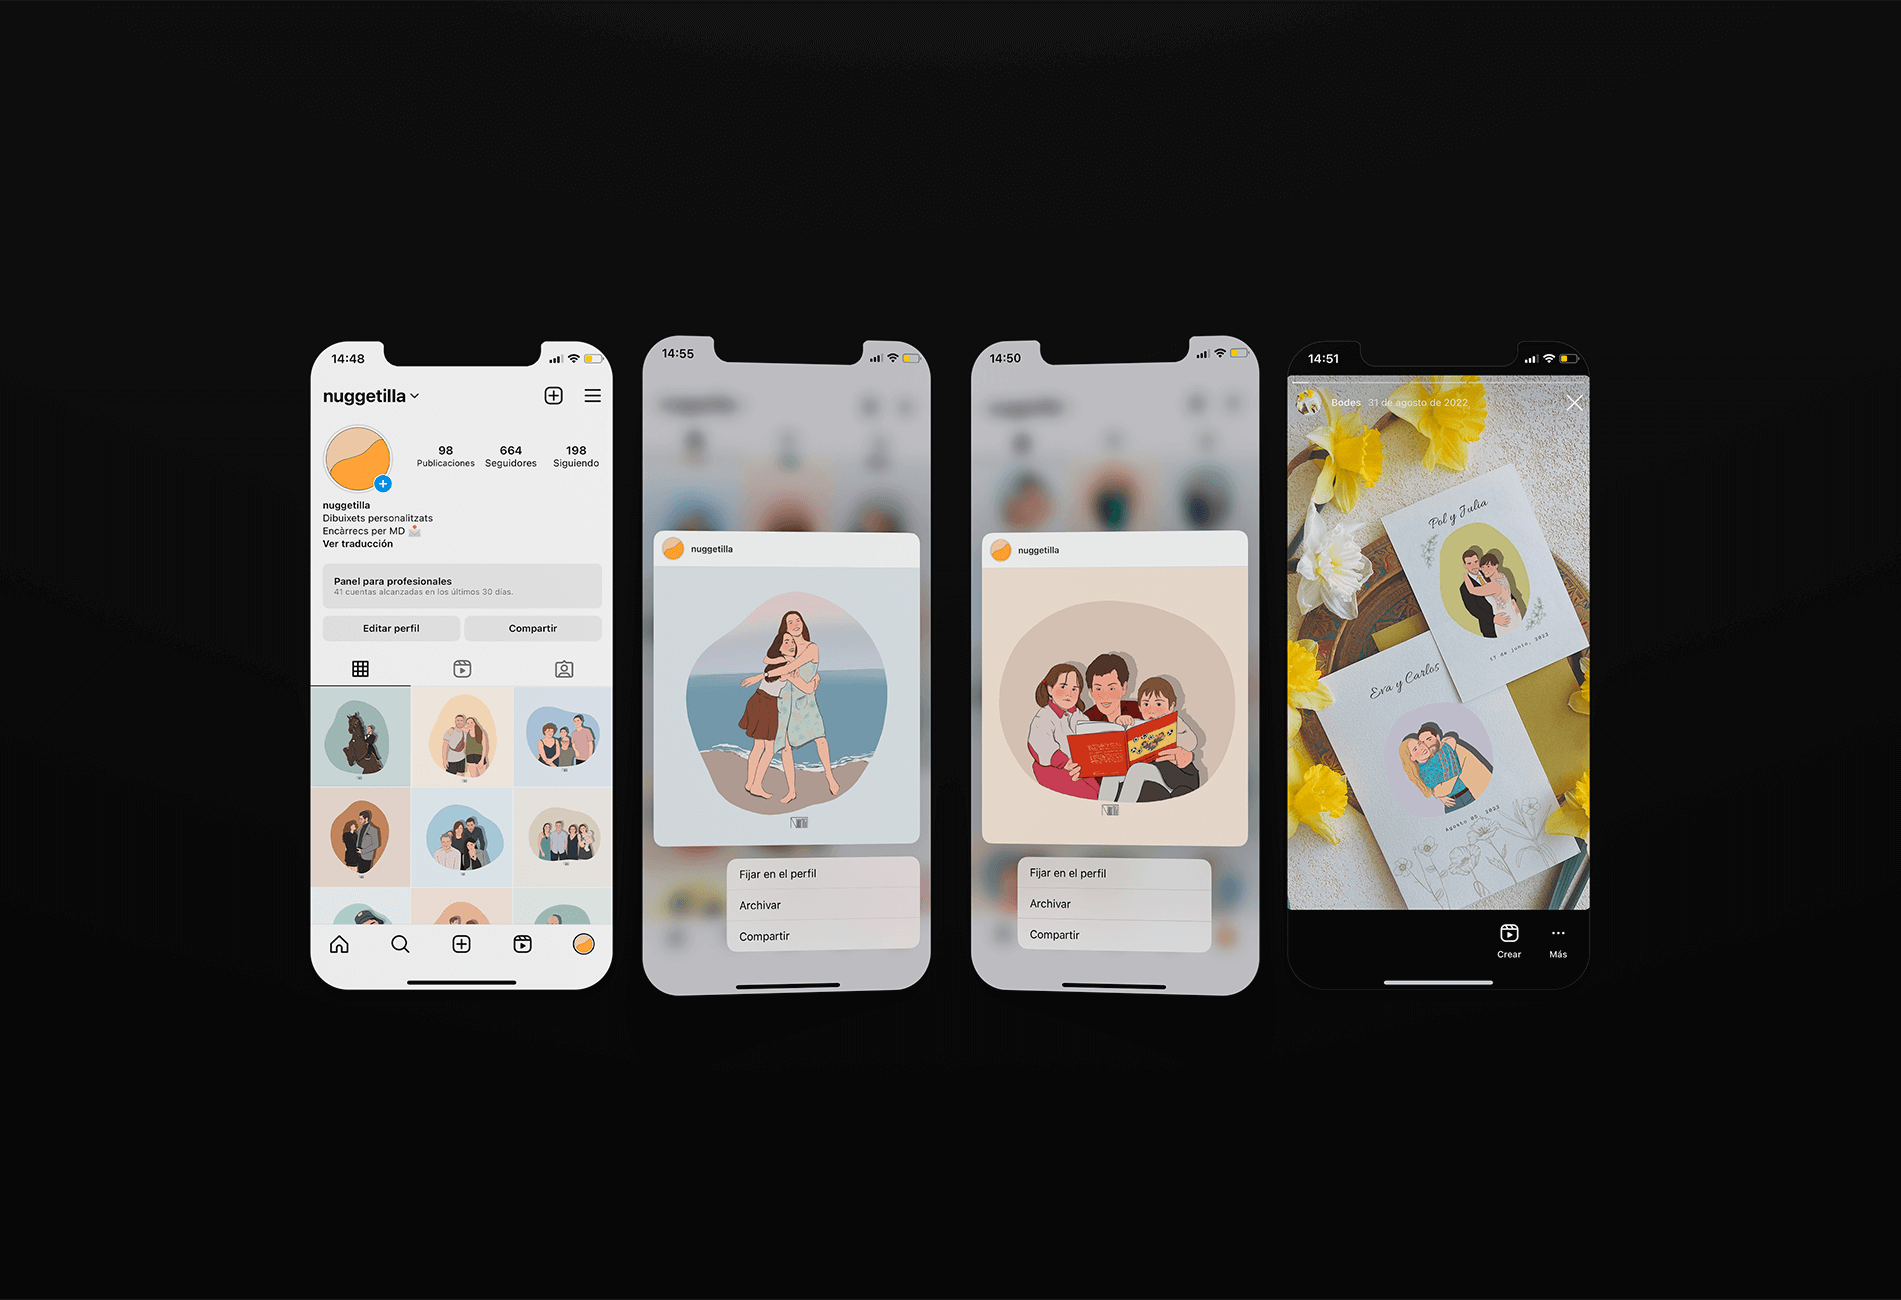 14:48
nuggetilla
98
664
198
Publicaciones
Seguidores
Siguiendo
nuggetilla
Dibuixets personalitzats
Encàrrecs per MD
Ver traducción
Panel para profesionales
41 cuentas alcanzadas en los últimos 30 días.
Editar perfil
Compartir
14:55
nuggetilla
Fijar en el perfil
Archivar
Compartir
14:50
nuggetilla
Fijar en el perfil
Archivar
Compartir
14:51
Bodes 31 de agosto de 2022
Pol y Julia
17 de junio, 2022
Eva y Carlos
Agosto 05, 2022
Crear
Más